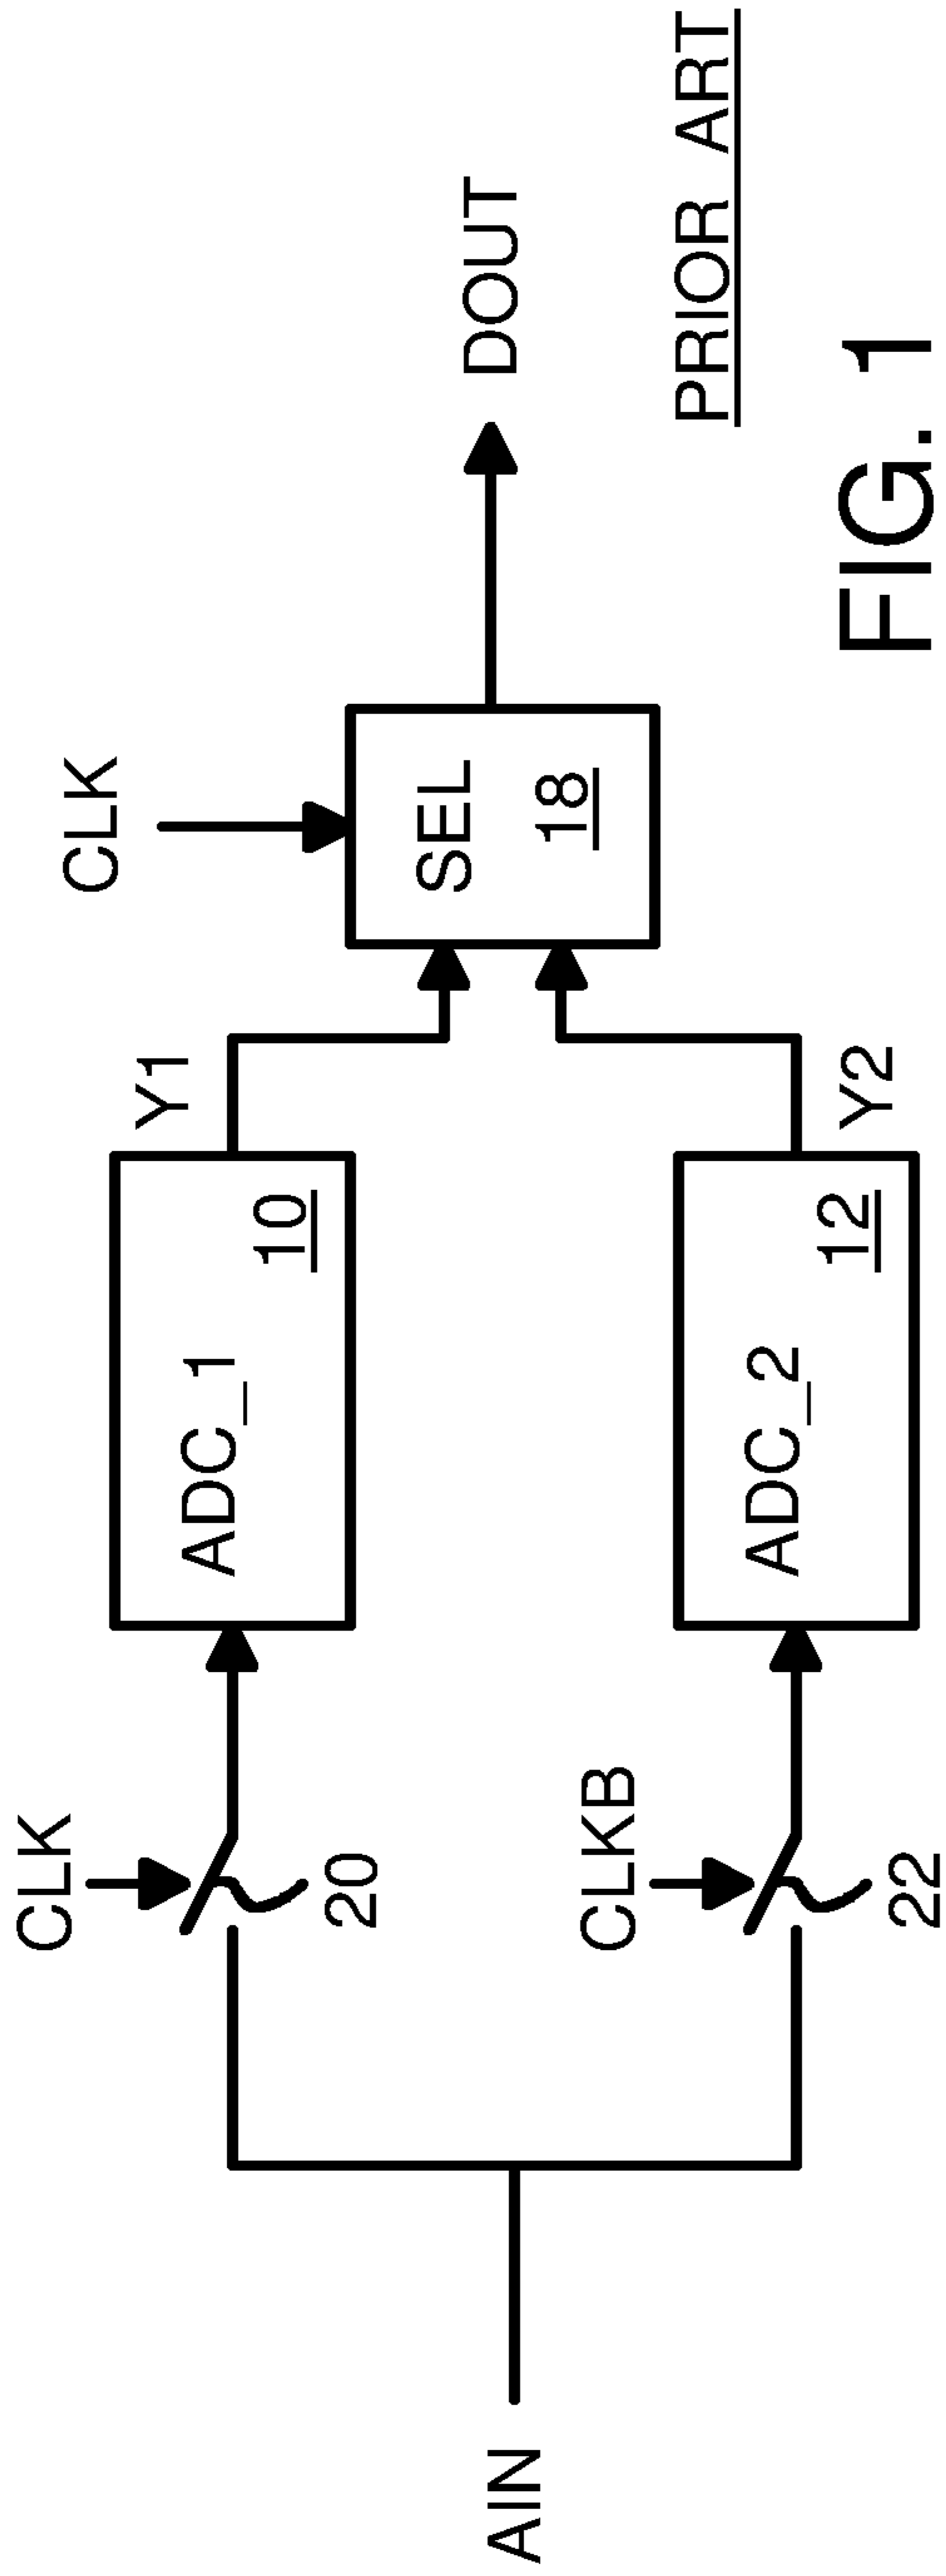 CLK
20
CLKB
22
AIN
ADC_1
10
Y1
ADC_2
12
Y2
CLK
SEL
18
DOUT
PRIOR ART
FIG. 1